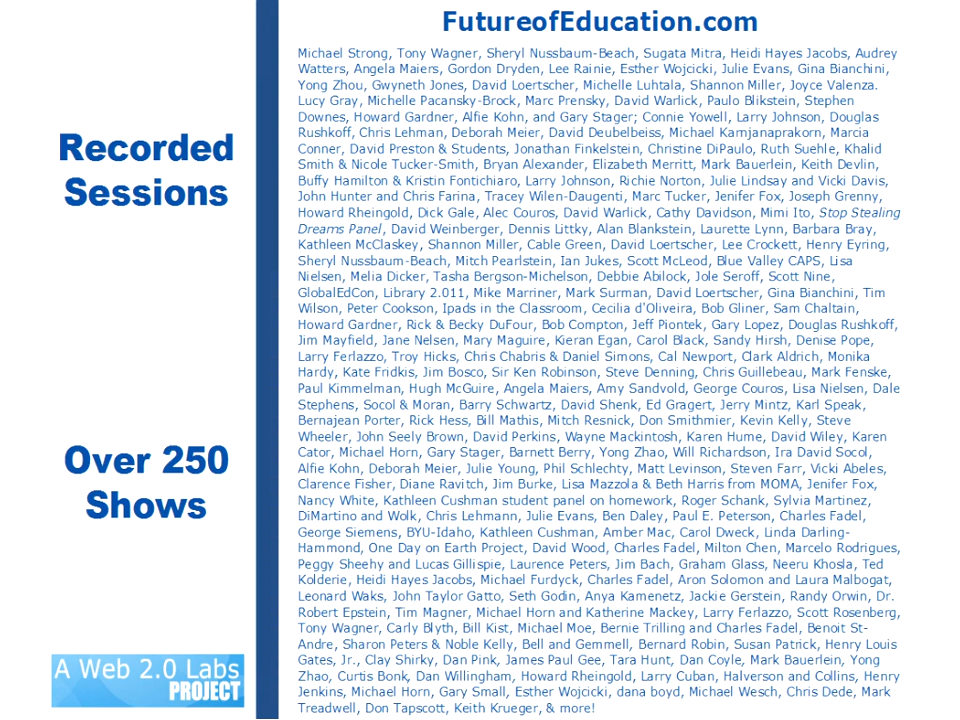 FutureofEducation.com
Recorded
Sessions
Over 250
Shows
A Web 2.0 Labs
PROJECT
Michael Strong, Tony Wagner, Sheryl Nussbaum-Beach, Sugata Mitra, Heidi Hayes Jacobs, Audrey
Watters, Angela Maiers, Gordon Dryden, Lee Rainie, Esther Wojcicki, Julie Evans, Gina Bianchini,
Yong Zhou, Gwyneth Jones, David Loertscher, Michelle Luhtala, Shannon Miller, Joyce Valenza.
Lucy Gray, Michelle Pacansky-Brock, Marc Prensky, David Warlick, Paulo Blikstein, Stephen
Downes, Howard Gardner, Alfie Kohn, and Gary Stager; Connie Yowell, Larry Johnson, Douglas
Rushkoff, Chris Lehman, Deborah Meier, David Deubelbeiss, Michael Karnjanaprakorn, Marcia
Conner, David Preston & Students, Jonathan Finkelstein, Christine DiPaulo, Ruth Suehle, Khalid
Smith & Nicole Tucker-Smith, Bryan Alexander, Elizabeth Merritt, Mark Bauerlein, Keith Devlin,
Buffy Hamilton & Kristin Fontichiaro, Larry Johnson, Richie Norton, Julie Lindsay and Vicki Davis,
John Hunter and Chris Farina, Tracey Wilen-Daugenti, Marc Tucker, Jenifer Fox, Joseph Grenny,
Howard Rheingold, Dick Gale, Alec Couros, David Warlick, Cathy Davidson, Mimi Ito, Stop Stealing
Dreams Panel, David Weinberger, Dennis Littky, Alan Blankstein, Laurette Lynn, Barbara Bray,
Kathleen McClaskey, Shannon Miller, Cable Green, David Loertscher, Lee Crockett, Henry Eyring,
Sheryl Nussbaum-Beach, Mitch Pearlstein, Ian Jukes, Scott McLeod, Blue Valley CAPS, Lisa
Nielsen, Melia Dicker, Tasha Bergson-Michelson, Debbie Abilock, Jole Seroff, Scott Nine,
GlobalEdCon, Library 2.011, Mike Marriner, Mark Surman, David Loertscher, Gina Bianchini, Tim
Wilson, Peter Cookson, Ipads in the Classroom, Cecilia d'Oliveira, Bob Gliner, Sam Chaltain,
Howard Gardner, Rick & Becky DuFour, Bob Compton, Jeff Piontek, Gary Lopez, Douglas Rushkoff,
Jim Mayfield, Jane Nelsen, Mary Maguire, Kieran Egan, Carol Black, Sandy Hirsh, Denise Pope,
Larry Ferlazzo, Troy Hicks, Chris Chabris & Daniel Simons, Cal Newport, Clark Aldrich, Monika
Hardy, Kate Fridkis, Jim Bosco, Sir Ken Robinson, Steve Denning, Chris Guillebeau, Mark Fenske,
Paul Kimmelman, Hugh McGuire, Angela Maiers, Amy Sandvold, George Couros, Lisa Nielsen, Dale
Stephens, Socol & Moran, Barry Schwartz, David Shenk, Ed Gragert, Jerry Mintz, Karl Speak,
Bernajean Porter, Rick Hess, Bill Mathis, Mitch Resnick, Don Smithmier, Kevin Kelly, Steve
Wheeler, John Seely Brown, David Perkins, Wayne Mackintosh, Karen Hume, David Wiley, Karen
Cator, Michael Horn, Gary Stager, Barnett Berry, Yong Zhao, Will Richardson, Ira David Socol,
Alfie Kohn, Deborah Meier, Julie Young, Phil Schlechty, Matt Levinson, Steven Farr, Vicki Abeles,
Clarence Fisher, Diane Ravitch, Jim Burke, Lisa Mazzola & Beth Harris from MOMA, Jenifer Fox,
Nancy White, Kathleen Cushman student panel on homework, Roger Schank, Sylvia Martinez,
DiMartino and Wolk, Chris Lehmann, Julie Evans, Ben Daley, Paul E. Peterson, Charles Fadel,
George Siemens, BYU-Idaho, Kathleen Cushman, Amber Mac, Carol Dweck, Linda Darling-
Hammond, One Day on Earth Project, David Wood, Charles Fadel, Milton Chen, Marcelo Rodrigues,
Peggy Sheehy and Lucas Gillispie, Laurence Peters, Jim Bach, Graham Glass, Neeru Khosla, Ted
Kolderie, Heidi Hayes Jacobs, Michael Furdyck, Charles Fadel, Aron Solomon and Laura Malbogat,
Leonard Waks, John Taylor Gatto, Seth Godin, Anya Kamenetz, Jackie Gerstein, Randy Orwin, Dr.
Robert Epstein, Tim Magner, Michael Horn and Katherine Mackey, Larry Ferlazzo, Scott Rosenberg,
Tony Wagner, Carly Blyth, Bill Kist, Michael Moe, Bernie Trilling and Charles Fadel, Benoit St-
Andre, Sharon Peters & Noble Kelly, Bell and Gemmell, Bernard Robin, Susan Patrick, Henry Louis
Gates, Jr., Clay Shirky, Dan Pink, James Paul Gee, Tara Hunt, Dan Coyle, Mark Bauerlein, Yong
Zhao, Curtis Bonk, Dan Willingham, Howard Rheingold, Larry Cuban, Halverson and Collins, Henry
Jenkins, Michael Horn, Gary Small, Esther Wojcicki, dana boyd, Michael Wesch, Chris Dede, Mark
Treadwell, Don Tapscott, Keith Krueger, & more!